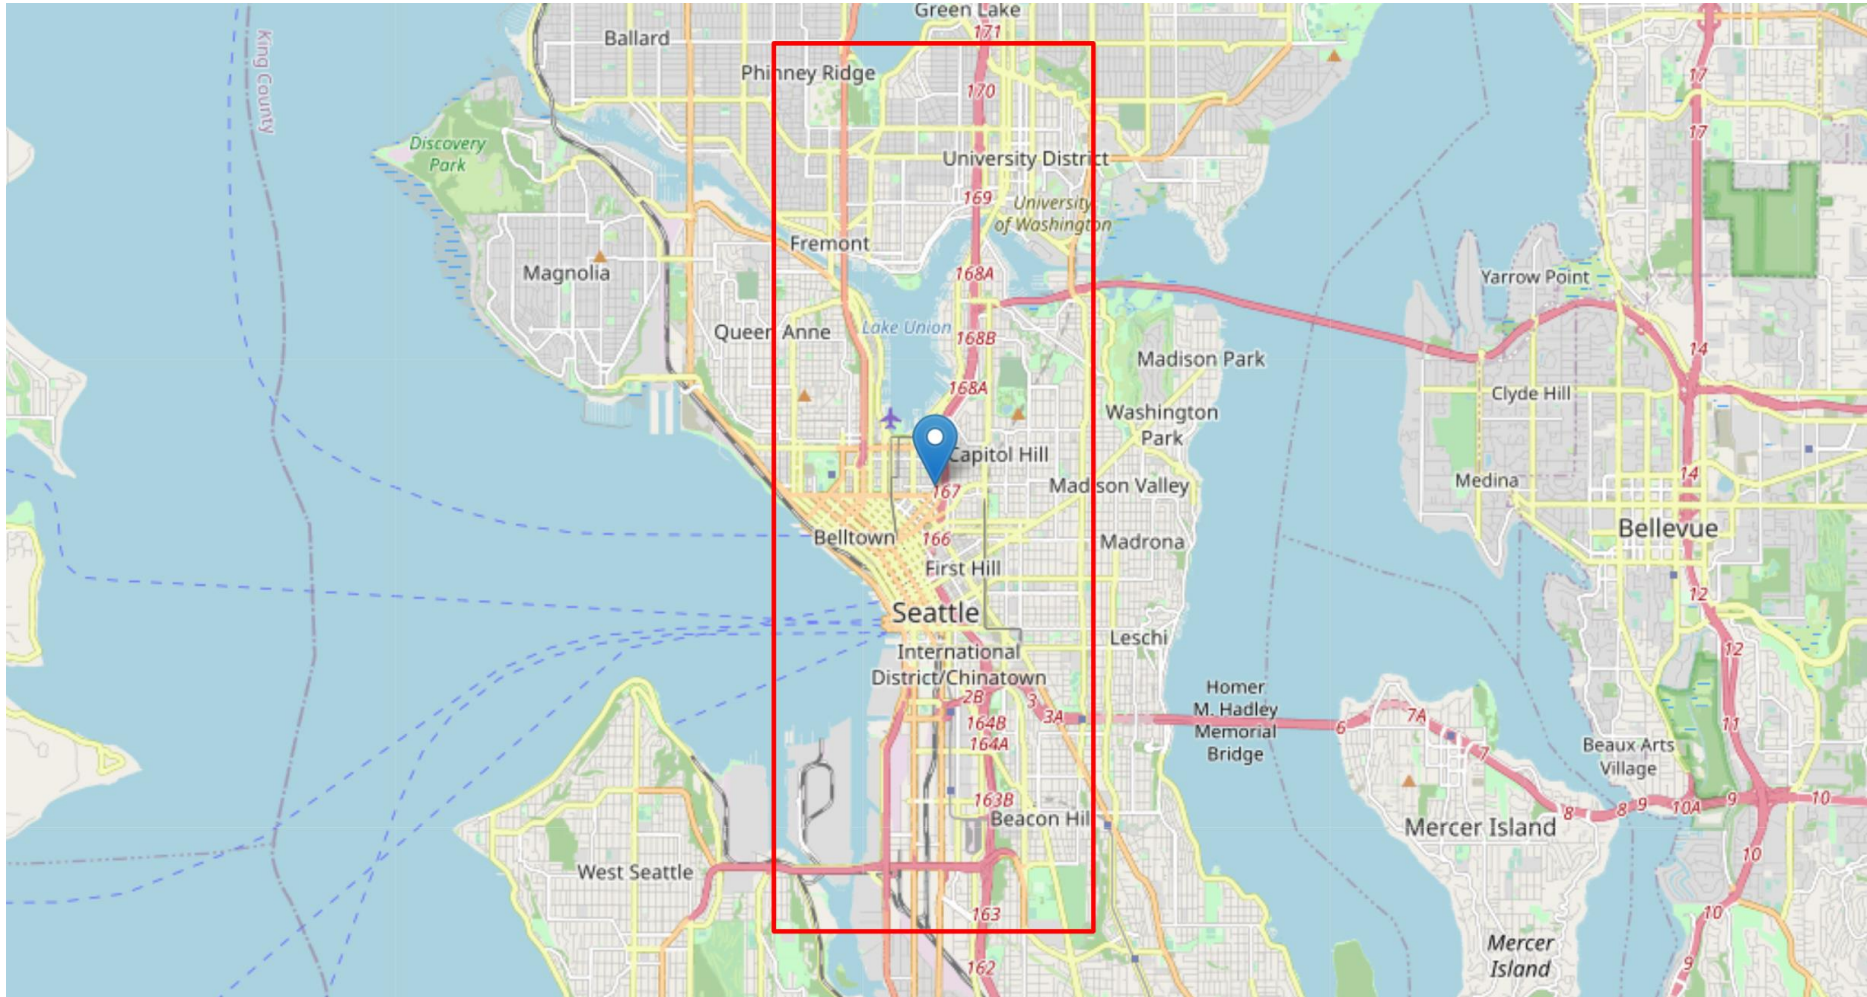 Green Lake
171
Ballard
King County
17
Phinney Ridge
170
17
Discovery
Park
University District
169
University
of Washington
Fremont
Magnolia
168A
Yarrow Point
Lake Union
Queen Anne
168B
14
Madison Park
168A
Clyde Hill
Washington
Park
Capitol Hill
14
Medina
Madison Valley
167
Bellevue
Belltown
166
Madrona
First Hill
12
Seattle
Leschi
12
International
District/Chinatown
Homer
M. Hadley
Memorial
Bridge
2B
3
3A
7A
6
11
164B
164A
7
Beaux Arts
Village
163B
Beacon Hil
8
8
9
10A
9
10
Mercer Island
10
West Seattle
163
10
Mercer
Island
162
9